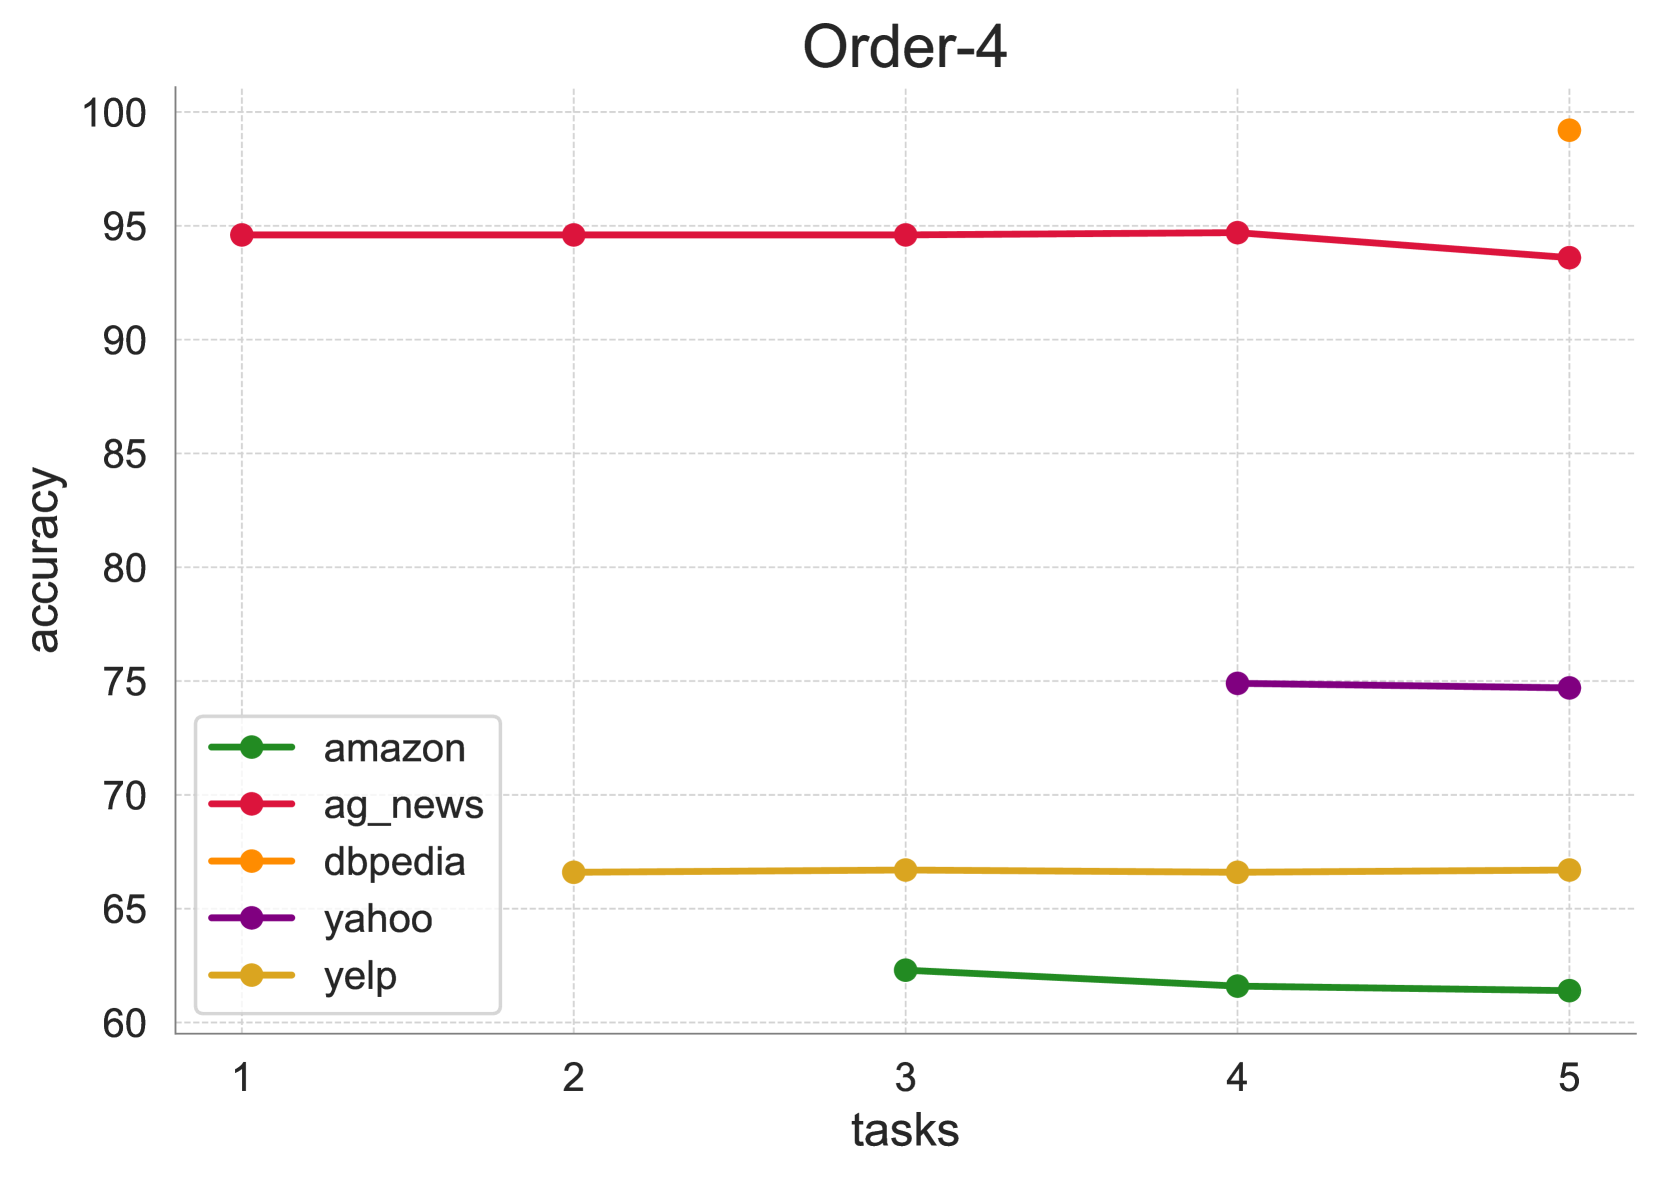 Order-4
accuracy
100
95
90
85
80
75
70
65
60
amazon
ag_news
dbpedia
yahoo
yelp
1 2 3 4 5
tasks